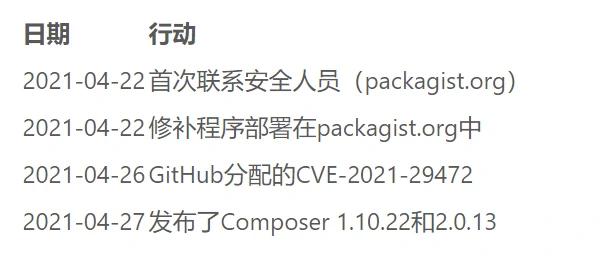 日期 行动
2021-04-22 首次联系安全人员（packagist.org）
2021-04-22 修补程序部署在packagist.org中
2021-04-26 GitHub分配的CVE-2021-29472
2021-04-27 发布了Composer 1.10.22和2.0.13